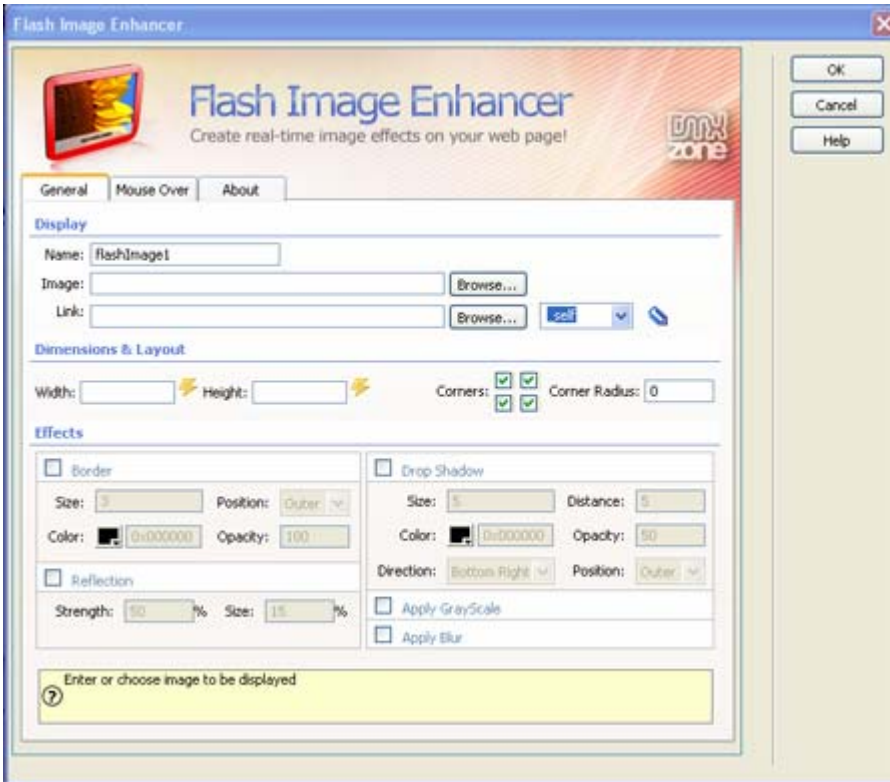 Flash Image Enhancer
OK
Cancel
Help
Flash Image Enhancer
Create real-time image effects on your web page!
DMX
zone
General Mouse Over About
Display
Name: flashImage1
Image: Browse...
Link: Browse... _self
Dimensions & Layout
Width: Height: Corners: Corner Radius: 0
Effects
Border
Size: 3 Position: Outer
Color: 0x000000 Opacity: 100
Reflection
Strength: 50 % Size: 15 %
Drop Shadow
Size: 5 Distance: 5
Color: 0x000000 Opacity: 50
Direction: Bottom Right Position: Outer
Apply GrayScale
Apply Blur
Enter or choose image to be displayed